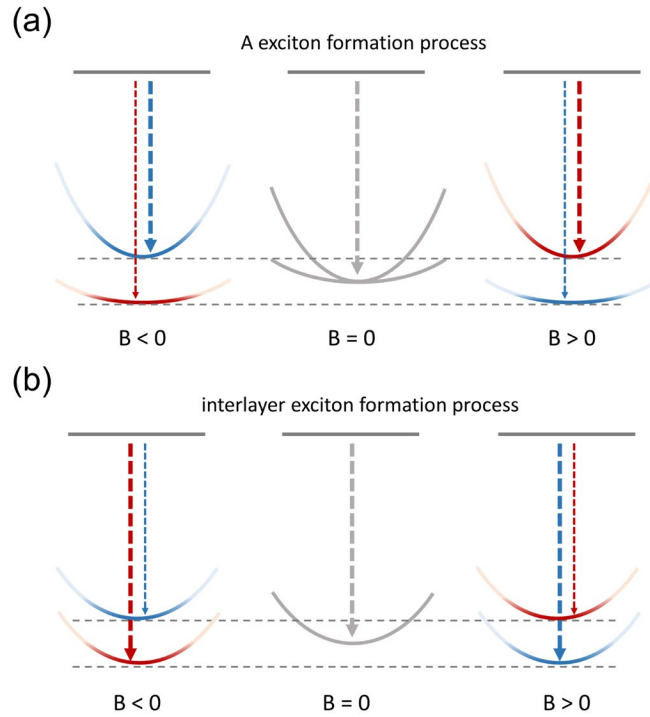 (a)
A exciton formation process
B < 0
B = 0
B > 0
(b)
interlayer exciton formation process
B < 0
B = 0
B > 0